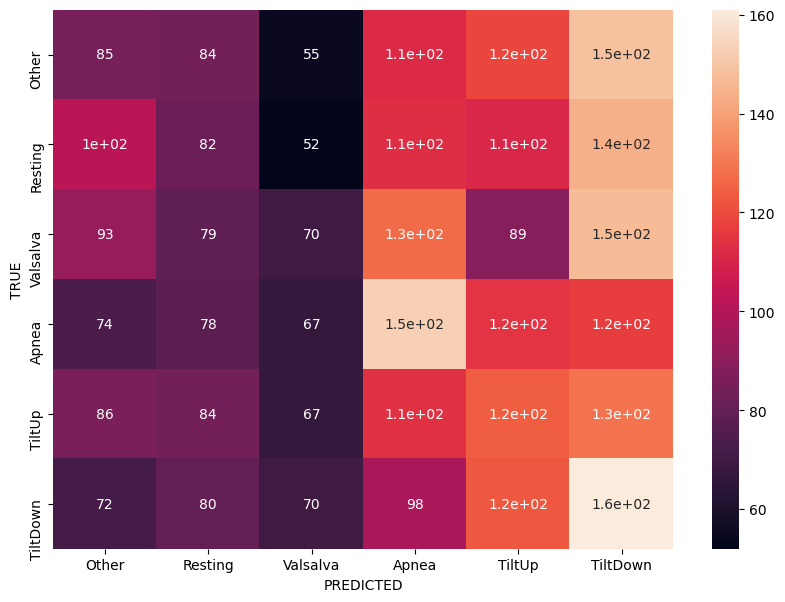 Other 85 84 55 1.1e+02 1.2e+02 1.5e+02
Resting 1e+02 82 52 1.1e+02 1.1e+02 1.4e+02
Valsalva 93 79 70 1.3e+02 89 1.5e+02
Apnea 74 78 67 1.5e+02 1.2e+02 1.2e+02
TiltUp 86 84 67 1.1e+02 1.2e+02 1.3e+02
TiltDown 72 80 70 98 1.2e+02 1.6e+02
TRUE
Other Resting Valsalva Apnea TiltUp TiltDown
PREDICTED
160
140
120
100
80
60